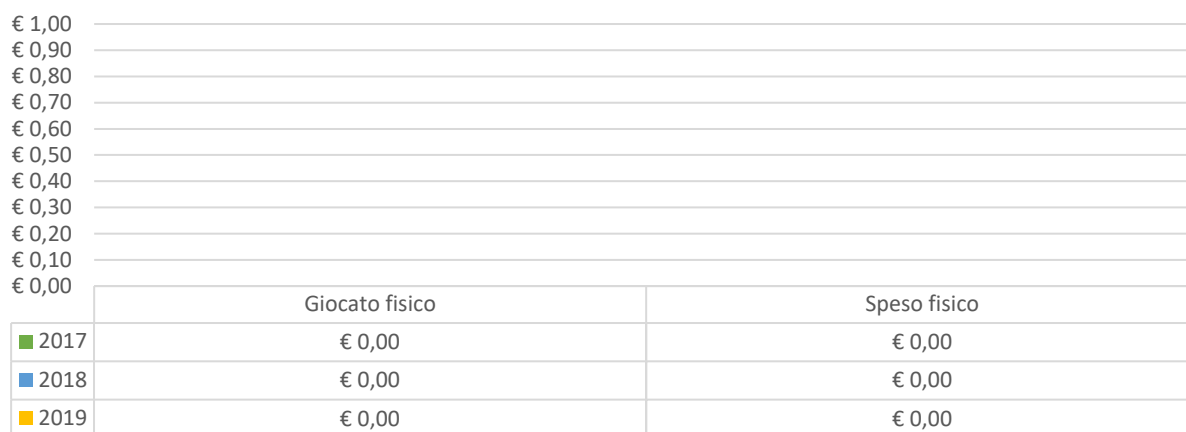 € 1,00
€ 0,90
€ 0,80
€ 0,70
€ 0,60
€ 0,50
€ 0,40
€ 0,30
€ 0,20
€ 0,10
€ 0,00
Giocato fisico Speso fisico
2017 € 0,00 € 0,00
2018 € 0,00 € 0,00
2019 € 0,00 € 0,00